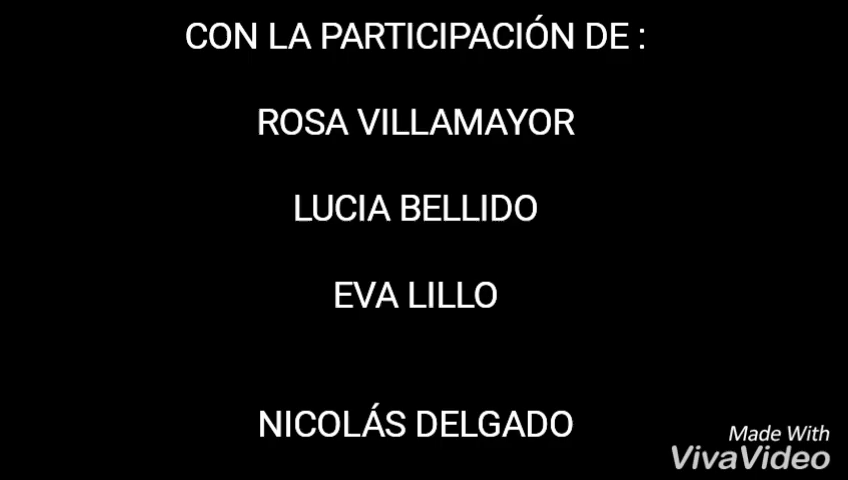 CON LA PARTICIPACIÓN DE :
ROSA VILLAMAYOR
LUCIA BELLIDO
EVA LILLO
NICOLÁS DELGADO
Made With
VivaVideo